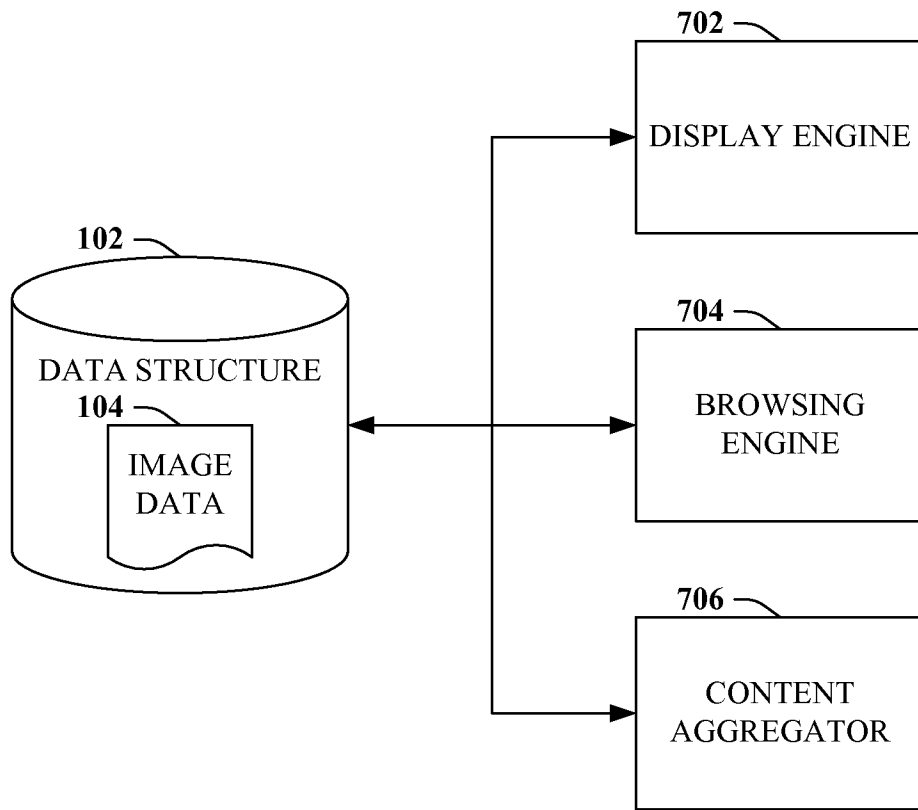 702
DISPLAY ENGINE
102
DATA STRUCTURE
104
IMAGE
DATA
704
BROWSING
ENGINE
706
CONTENT
AGGREGATOR